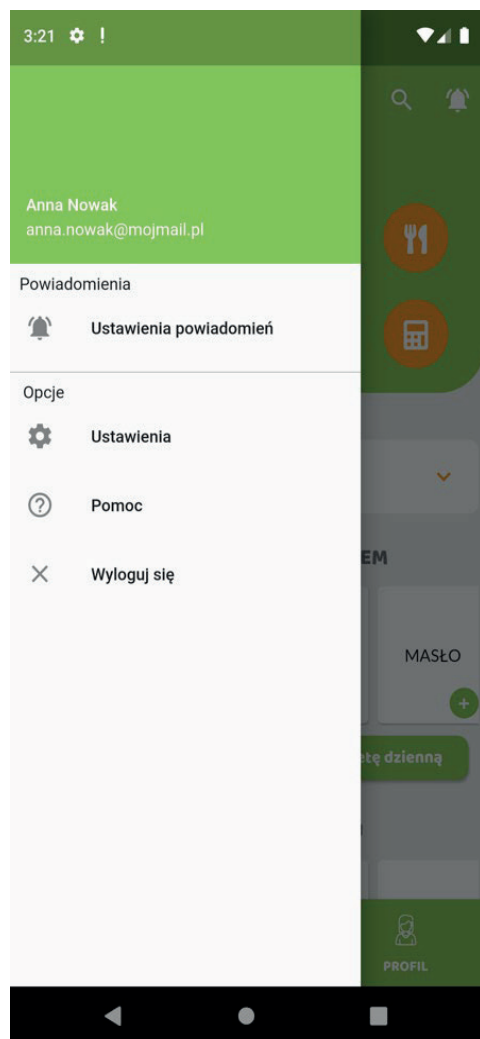 3:21
Anna Nowak
anna.nowak@mojmail.pl
Powiadomienia
Ustawienia powiadomień
Opcje
Ustawienia
Pomoc
Wyloguj się
EM
MASŁO
+
tę dzienną
PROFIL